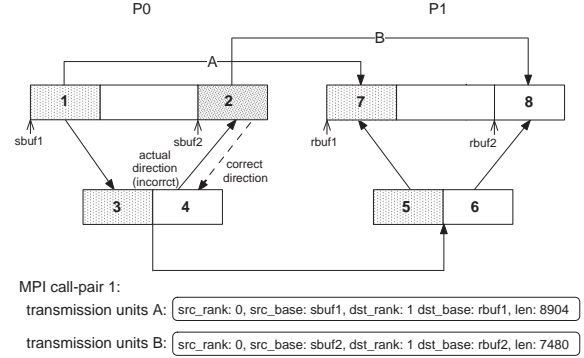 P0 P1
B
A
1 2 7 8
sbuf1 sbuf2 rbuf1 rbuf2
actual
direction
(incorrct)
correct
direction
3 4 5 6
MPI call-pair 1:
transmission units A: src_rank: 0, src_base: sbuf1, dst_rank: 1 dst_base: rbuf1, len: 8904
transmission units B: src_rank: 0, src_base: sbuf2, dst_rank: 1 dst_base: rbuf2, len: 7480